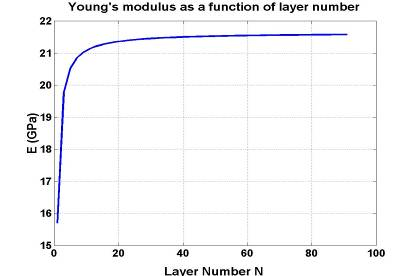 Young's modulus as a function of layer number
22
21
20
19
18
17
16
15
E (GPa)
0 20 40 60 80 100
Layer Number N